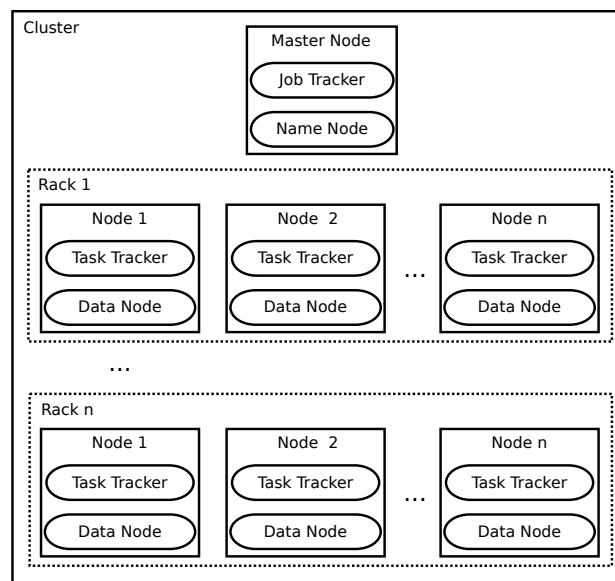 Cluster
Master Node
Job Tracker
Name Node
Rack 1
Node 1 Node 2 Node n
Task Tracker Task Tracker Task Tracker
...
Data Node Data Node Data Node
...
Rack n
Node 1 Node 2 Node n
Task Tracker Task Tracker Task Tracker
...
Data Node Data Node Data Node